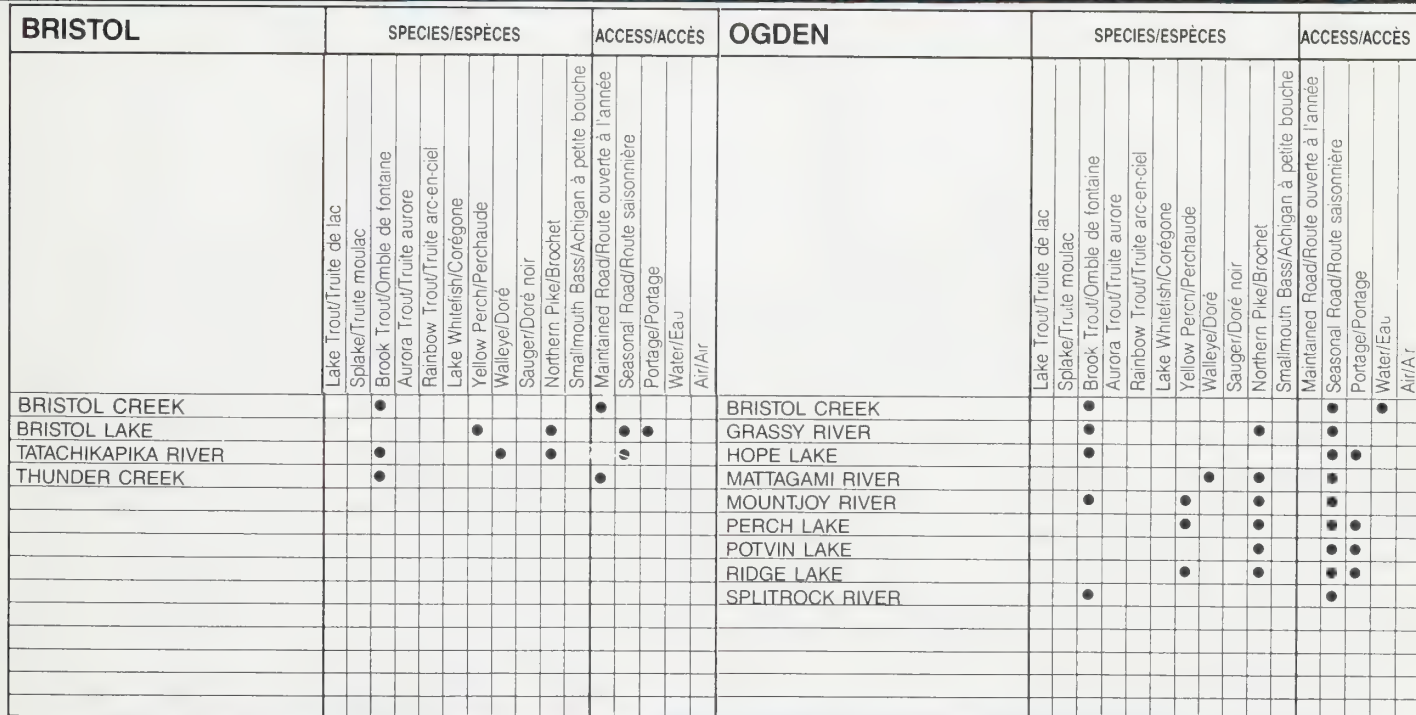 BRISTOL
SPECIES/ESPÈCES
ACCESS/ACCÈS
Lake Trout/Truite de lac
Splake/Truite moulac
Brook Trout/Omble de fontaine
Aurora Trout/Truite aurore
Rainbow Trout/Truite arc-en-ciel
Lake Whitefish/Corégone
Yellow Perch/Perchaude
Walleye/Doré
Sauger/Doré noir
Northern Pike/Brochet
Smallmouth Bass/Achigan à petite bouche
Maintained Road/Route ouverte à l'année
Seasonal Road/Route saisonnière
Portage/Portage
Water/Eau
Air/Air
BRISTOL CREEK
BRISTOL LAKE
TATACHIKAPIKA RIVER
THUNDER CREEK
OGDEN
SPECIES/ESPÈCES
ACCESS/ACCÈS
Lake Trout/Truite de lac
Splake/Truite moulac
Brook Trout/Omble de fontaine
Aurora Trout/Truite aurore
Rainbow Trout/Truite arc-en-ciel
Lake Whitefish/Corégone
Yellow Perch/Perchaude
Walleye/Doré
Sauger/Doré noir
Northern Pike/Brochet
Smallmouth Bass/Achigan à petite bouche
Maintained Road/Route ouverte à l'année
Seasonal Road/Route saisonnière
Portage/Portage
Water/Eau
Air/Air
BRISTOL CREEK
GRASSY RIVER
HOPE LAKE
MATTAGAMI RIVER
MOUNTJOY RIVER
PERCH LAKE
POTVIN LAKE
RIDGE LAKE
SPLITROCK RIVER